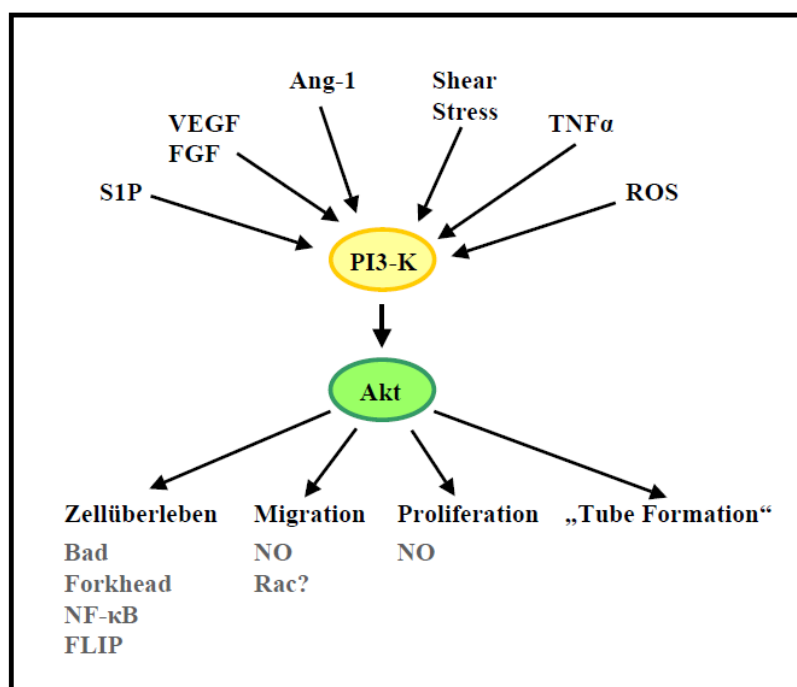 Ang-1
Shear
Stress
VEGF
FGF
TNFα
S1P
ROS
PI3-K
Akt
Zellüberleben
Migration
Proliferation
„Tube Formation“
Bad
NO
NO
Forkhead
Rac?
NF-κB
FLIP